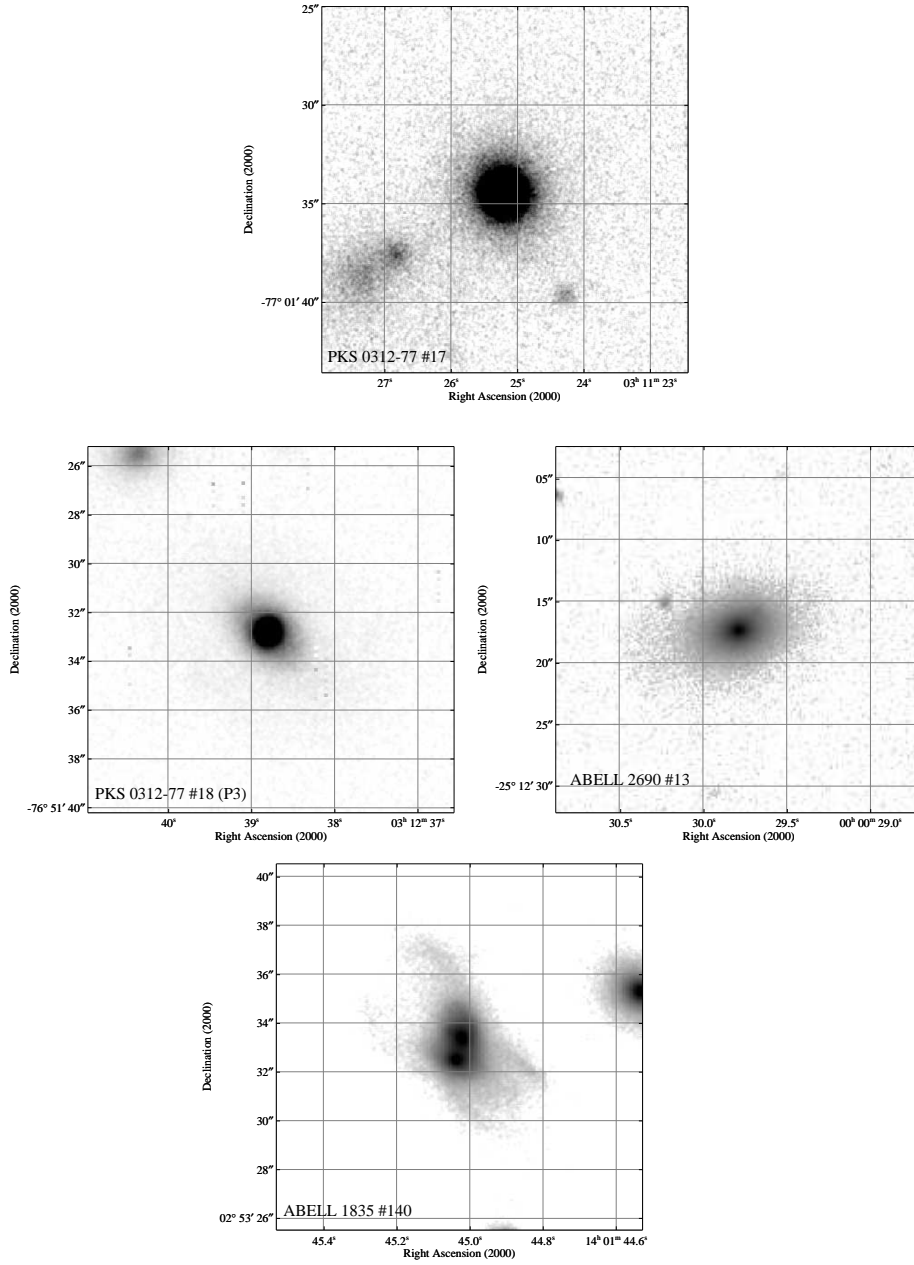 25″
30″
35″
-77° 01′ 40″
Declination (2000)
PKS 0312-77 #17
27ˢ 26ˢ 25ˢ 24ˢ 03ʰ 11ᵐ 23ˢ
Right Ascension (2000)
26″
28″
30″
32″
34″
36″
38″
-76° 51′ 40″
Declination (2000)
PKS 0312-77 #18 (P3)
40ˢ 39ˢ 38ˢ 03ʰ 12ᵐ 37ˢ
Right Ascension (2000)
05″
10″
15″
20″
25″
-25° 12′ 30″
Declination (2000)
ABELL 2690 #13
30.5ˢ 30.0ˢ 29.5ˢ 00ʰ 00ᵐ 29.0ˢ
Right Ascension (2000)
40″
38″
36″
34″
32″
30″
28″
02° 53′ 26″
Declination (2000)
ABELL 1835 #140
45.4ˢ 45.2ˢ 45.0ˢ 44.8ˢ 14ʰ 01ᵐ 44.6ˢ
Right Ascension (2000)